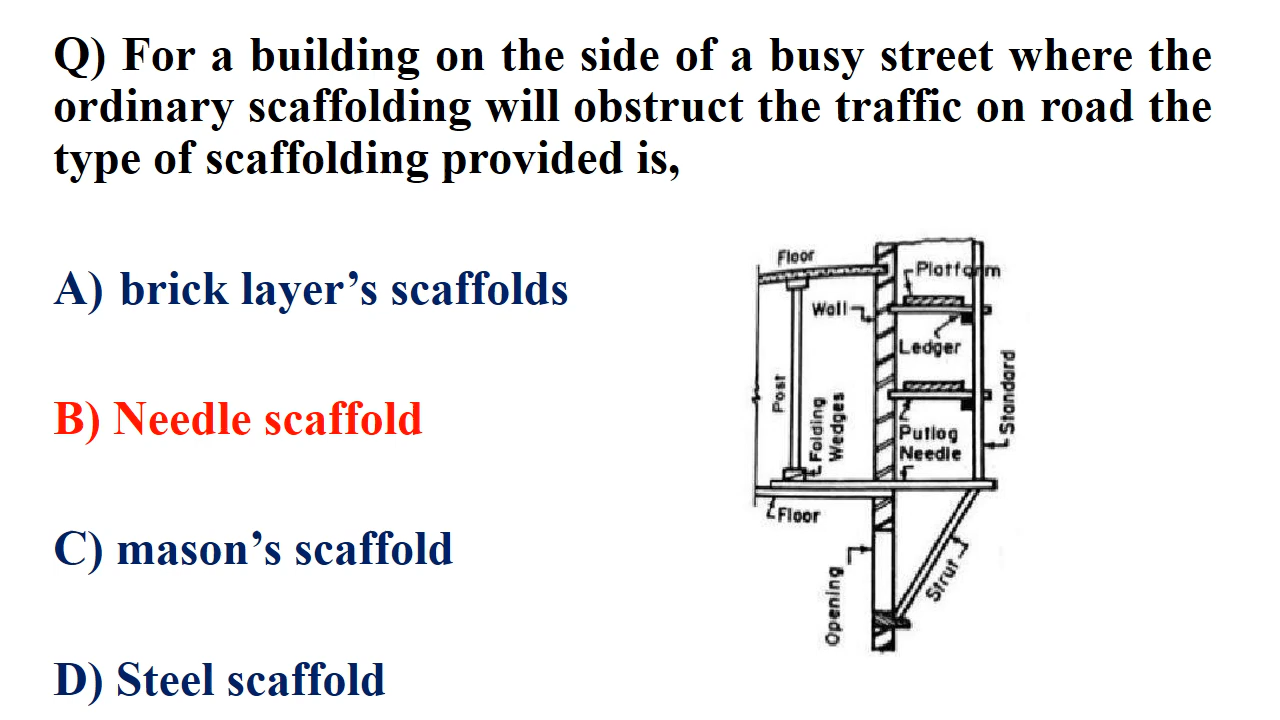 Q) For a building on the side of a busy street where the
ordinary scaffolding will obstruct the traffic on road the
type of scaffolding provided is,
A) brick layer’s scaffolds
B) Needle scaffold
C) mason’s scaffold
D) Steel scaffold
Floor
Platform
Wall
Ledger
Post
Folding
Wedges
Standard
Putlog
Needle
Floor
Opening
Strut